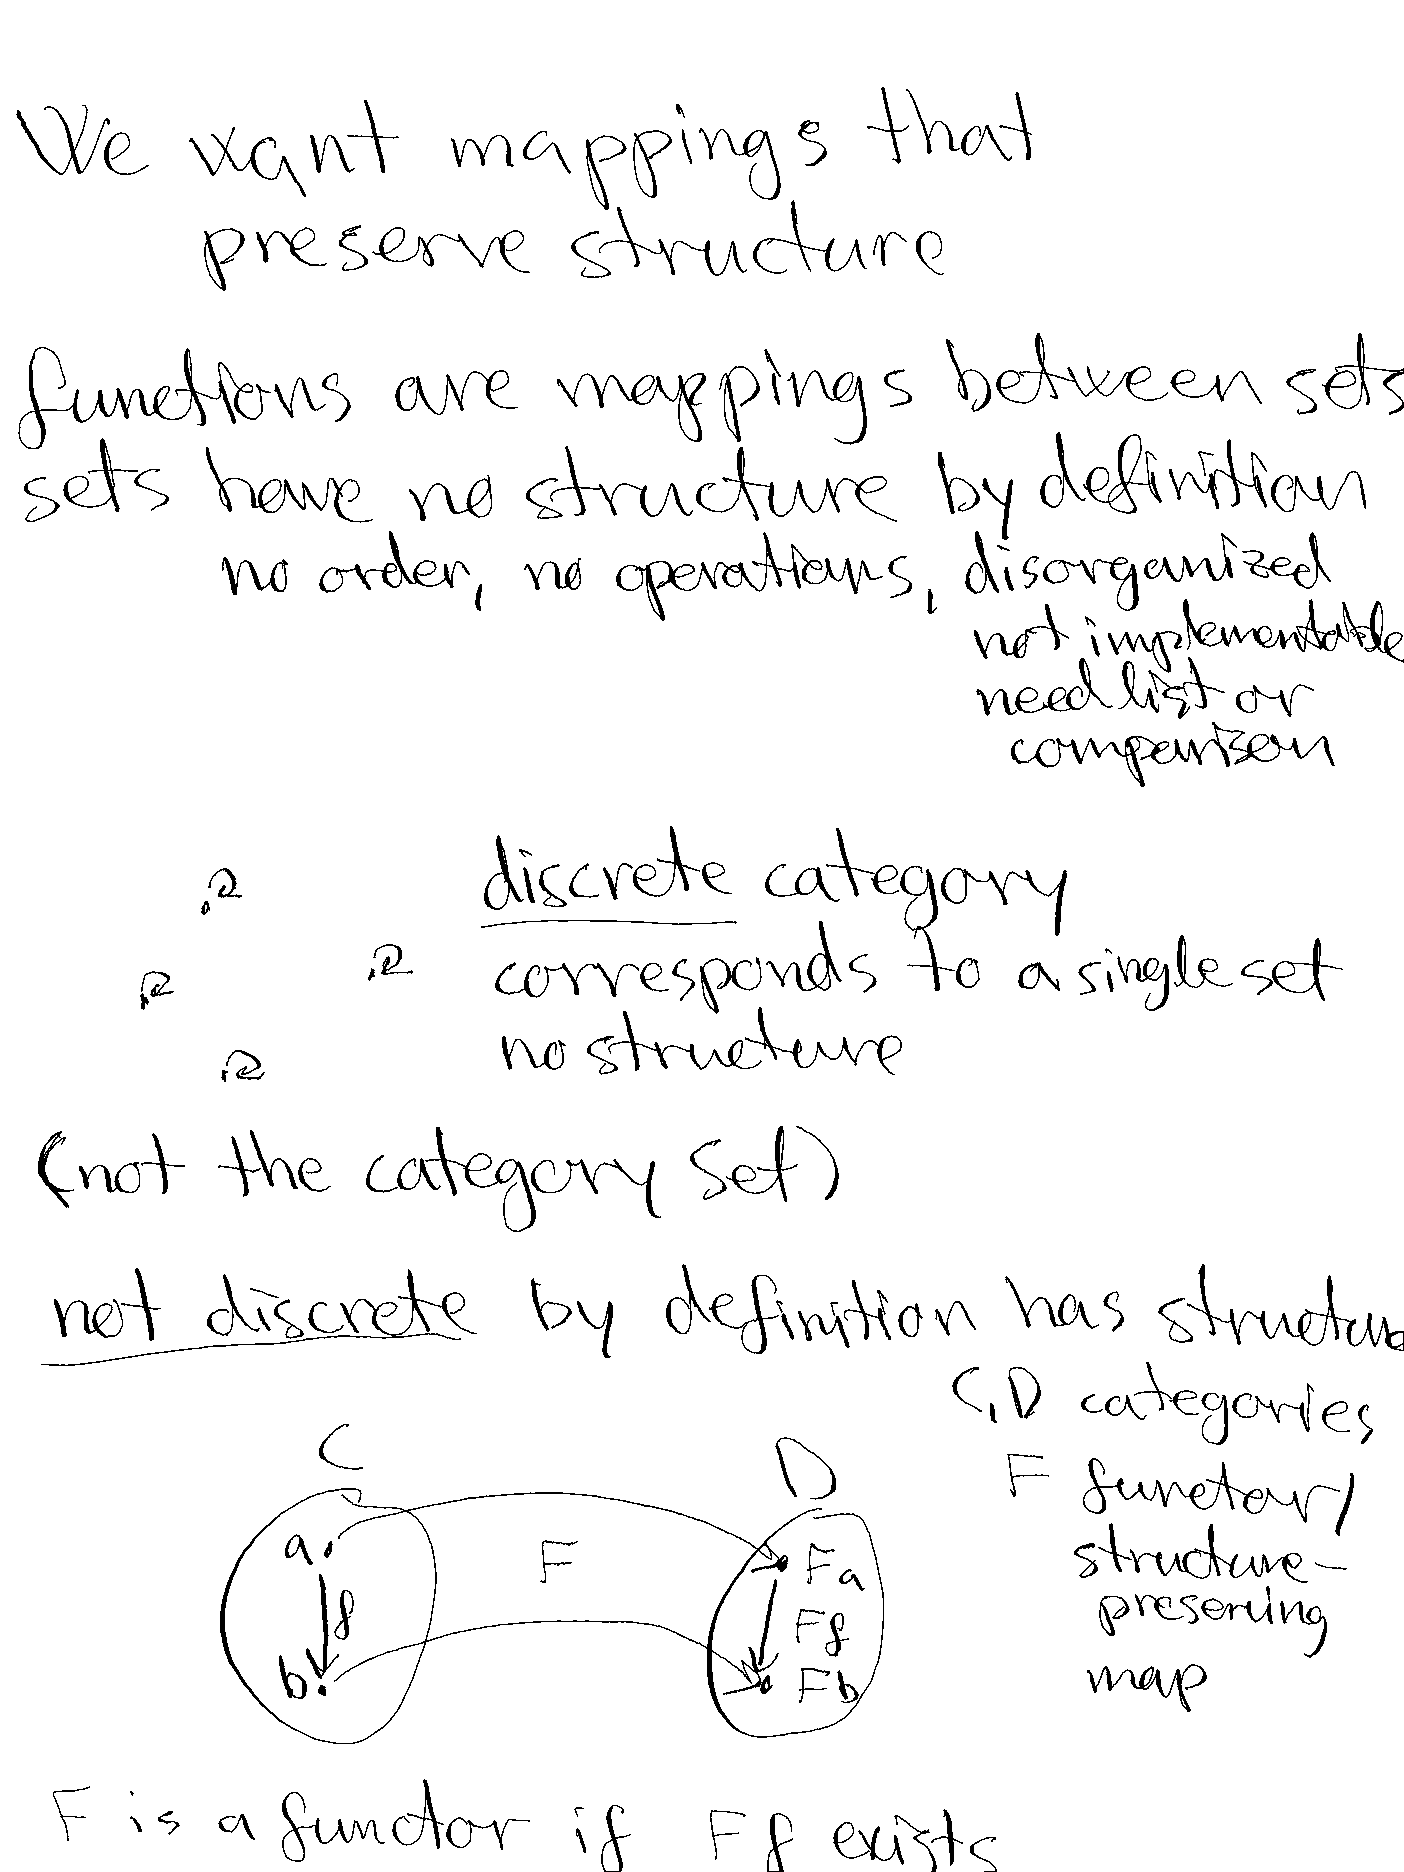 We want mappings that
preserve structure
functions are mappings between sets
sets have no structure by definition
no order, no operations, disorganized
not implementable
need list or
comparison
discrete category
corresponds to a single set
no structure
(not the category Set)
not discrete by definition has structure
C, D categories
F functor/
structure-
preserving
map
C
D
a
F
Fa
f
Ff
b
Fb
F is a functor if Ff exists